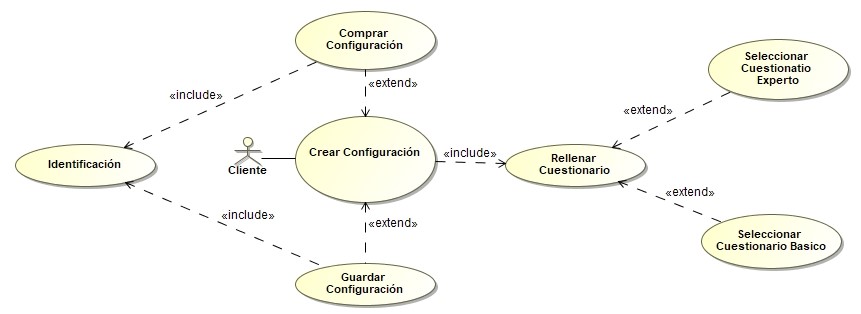 Comprar
Configuración
Seleccionar
Cuestionatio
Experto
«extend»
«include»
«extend»
Crear Configuración
«include»
Rellenar
Cuestionario
Identificación
Cliente
«extend»
«include»
«extend»
Seleccionar
Cuestionario Basico
Guardar
Configuración